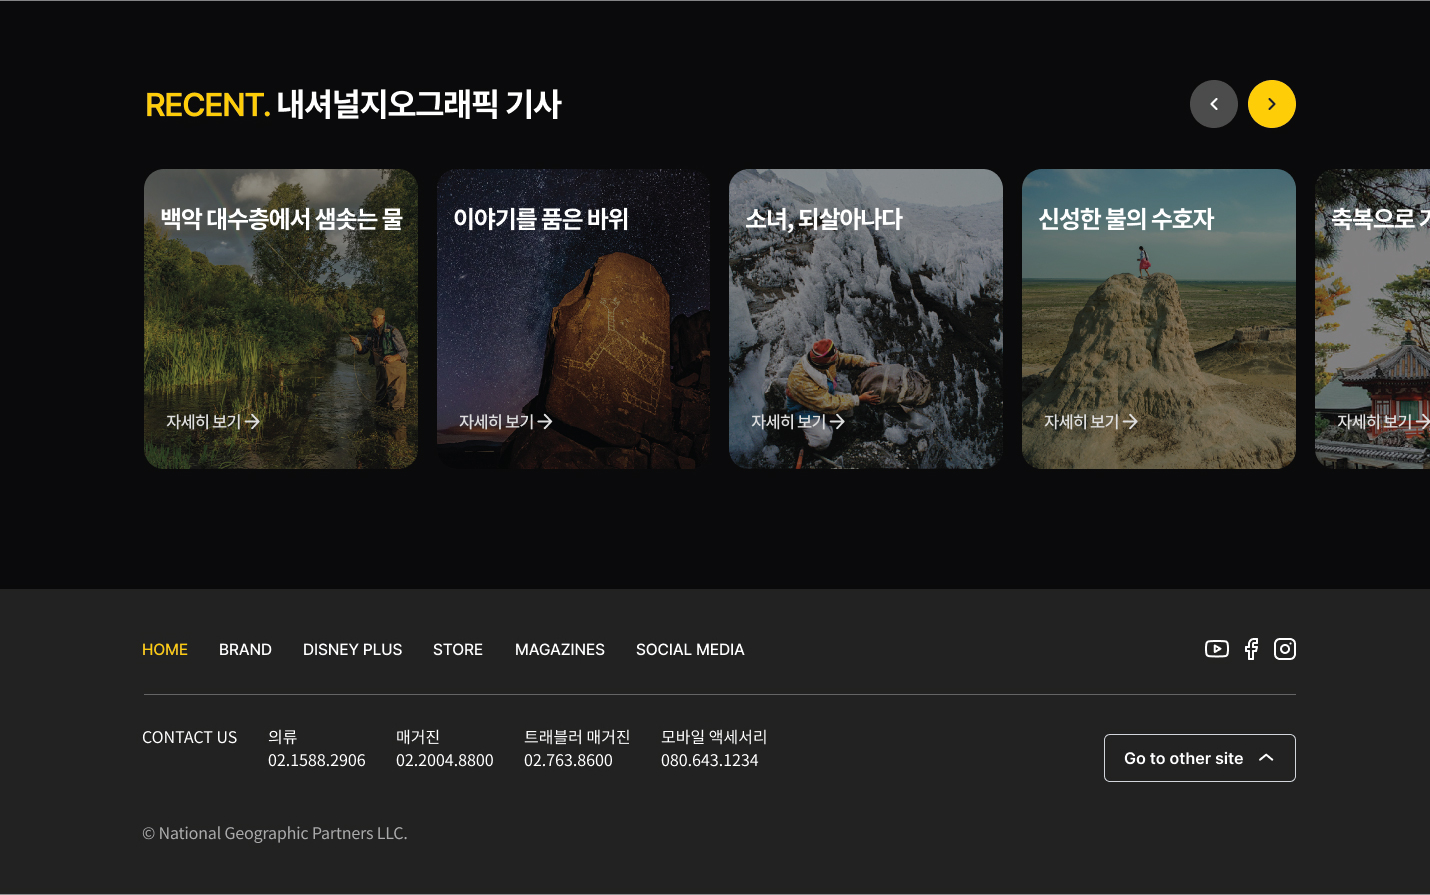 RECENT. 내셔널지오그래픽 기사
백악 대수층에서 샘솟는 물
이야기를 품은 바위
소녀, 되살아나다
신성한 불의 수호자
축복으로
자세히 보기
자세히 보기
자세히 보기
자세히 보기
자세히 보기
HOME BRAND DISNEY PLUS STORE MAGAZINES SOCIAL MEDIA
CONTACT US
의류
02.1588.2906
매거진
02.2004.8800
트래블러 매거진
02.763.8600
모바일 액세서리
080.643.1234
Go to other site
© National Geographic Partners LLC.